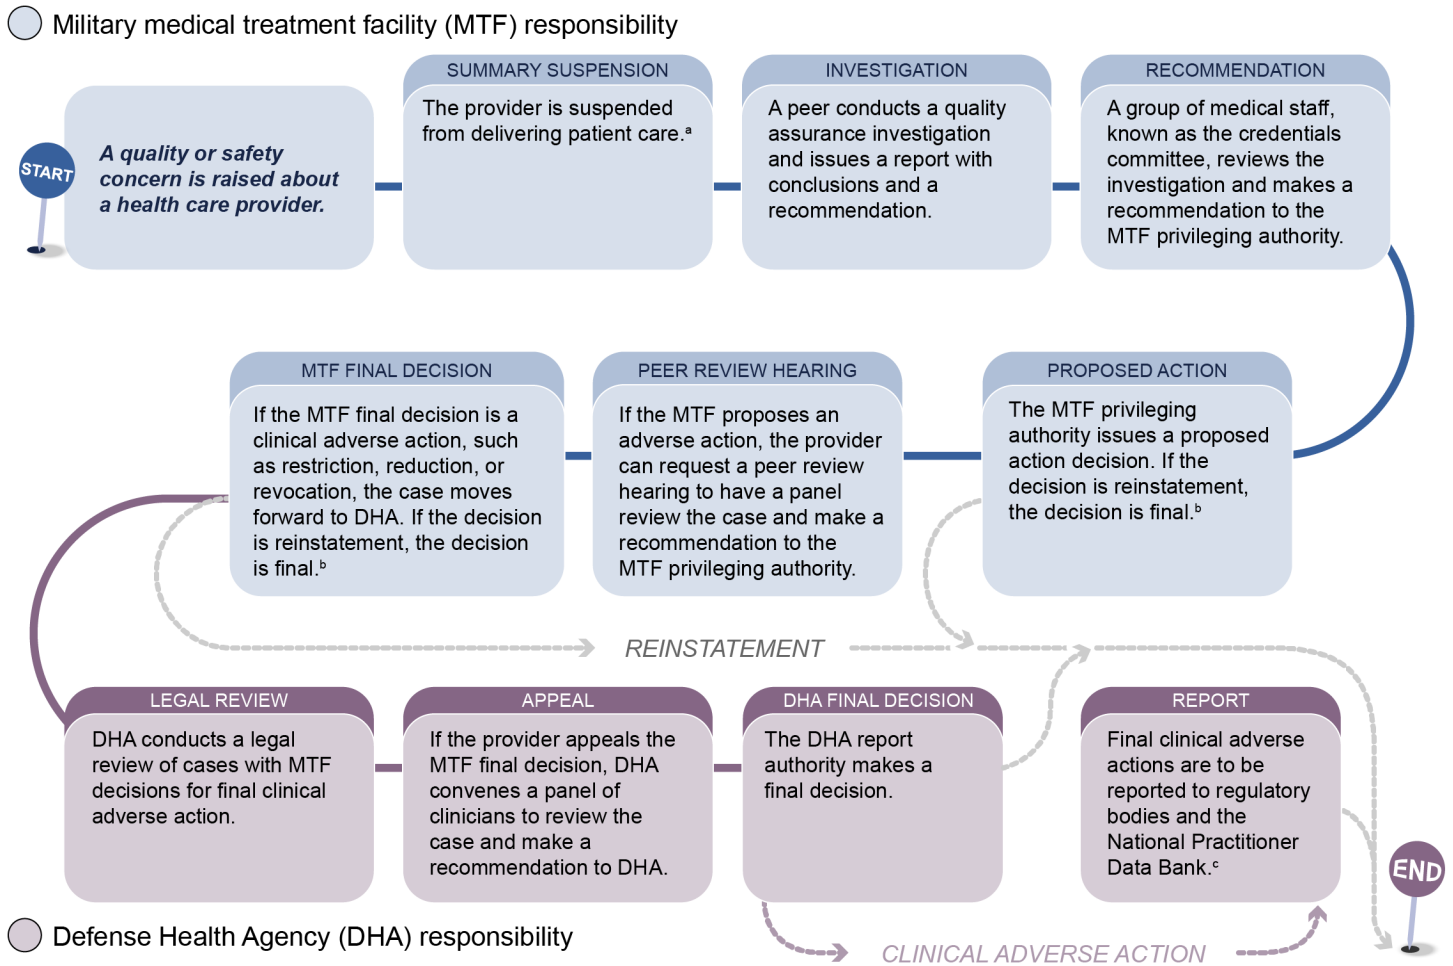 Military medical treatment facility (MTF) responsibility
START
A quality or safety
concern is raised about
a health care provider.
SUMMARY SUSPENSION
The provider is suspended
from delivering patient care.ᵃ
INVESTIGATION
A peer conducts a quality
assurance investigation
and issues a report with
conclusions and a
recommendation.
RECOMMENDATION
A group of medical staff,
known as the credentials
committee, reviews the
investigation and makes a
recommendation to the
MTF privileging authority.
PROPOSED ACTION
The MTF privileging
authority issues a proposed
action decision. If the
decision is reinstatement,
the decision is final.ᵇ
PEER REVIEW HEARING
If the MTF proposes an
adverse action, the provider
can request a peer review
hearing to have a panel
review the case and make a
recommendation to the
MTF privileging authority.
MTF FINAL DECISION
If the MTF final decision is a
clinical adverse action, such
as restriction, reduction, or
revocation, the case moves
forward to DHA. If the decision
is reinstatement, the decision
is final.ᵇ
REINSTATEMENT
LEGAL REVIEW
DHA conducts a legal
review of cases with MTF
decisions for final clinical
adverse action.
APPEAL
If the provider appeals the
MTF final decision, DHA
convenes a panel of
clinicians to review the
case and make a
recommendation to DHA.
DHA FINAL DECISION
The DHA report
authority makes a
final decision.
CLINICAL ADVERSE ACTION
REPORT
Final clinical adverse
actions are to be
reported to regulatory
bodies and the
National Practitioner
Data Bank.ᶜ
END
Defense Health Agency (DHA) responsibility